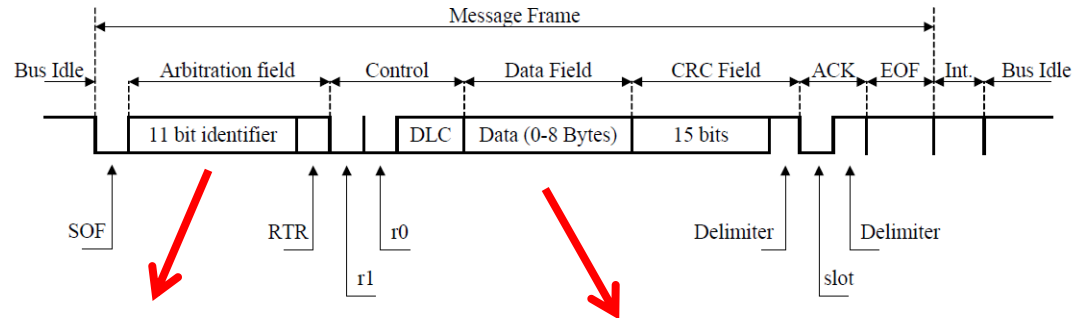 Message Frame
Bus Idle Arbitration field Control Data Field CRC Field ACK EOF Int. Bus Idle
11 bit identifier DLC Data (0-8 Bytes) 15 bits
SOF RTR r0 Delimiter Delimiter
r1 slot